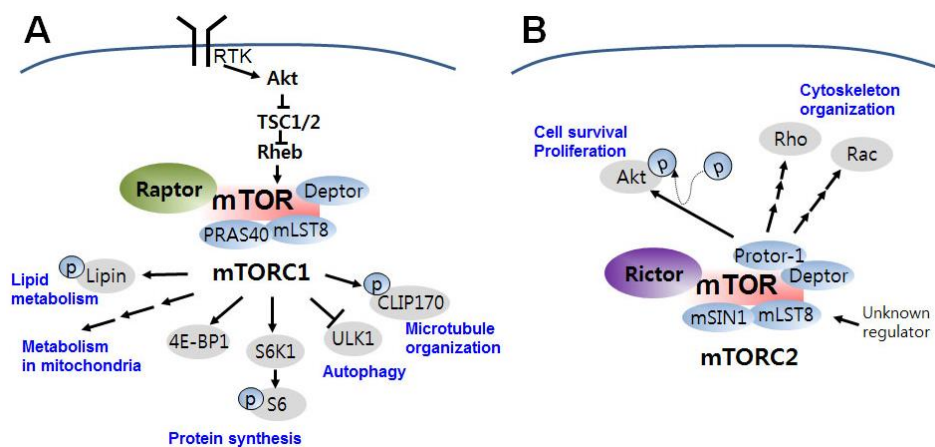 A
RTK
Akt
TSC1/2
Rheb
Raptor
mTOR
Deptor
PRAS40
mLST8
mTORC1
p
Lipin
Lipid
metabolism
Metabolism
in mitochondria
4E-BP1
S6K1
p
S6
Protein synthesis
ULK1
Autophagy
p
CLIP170
Microtubule
organization
B
Cytoskeleton
organization
Cell survival
Proliferation
Akt
p
p
Rho
Rac
Protor-1
Rictor
mTOR
Deptor
mSIN1
mLST8
Unknown
regulator
mTORC2